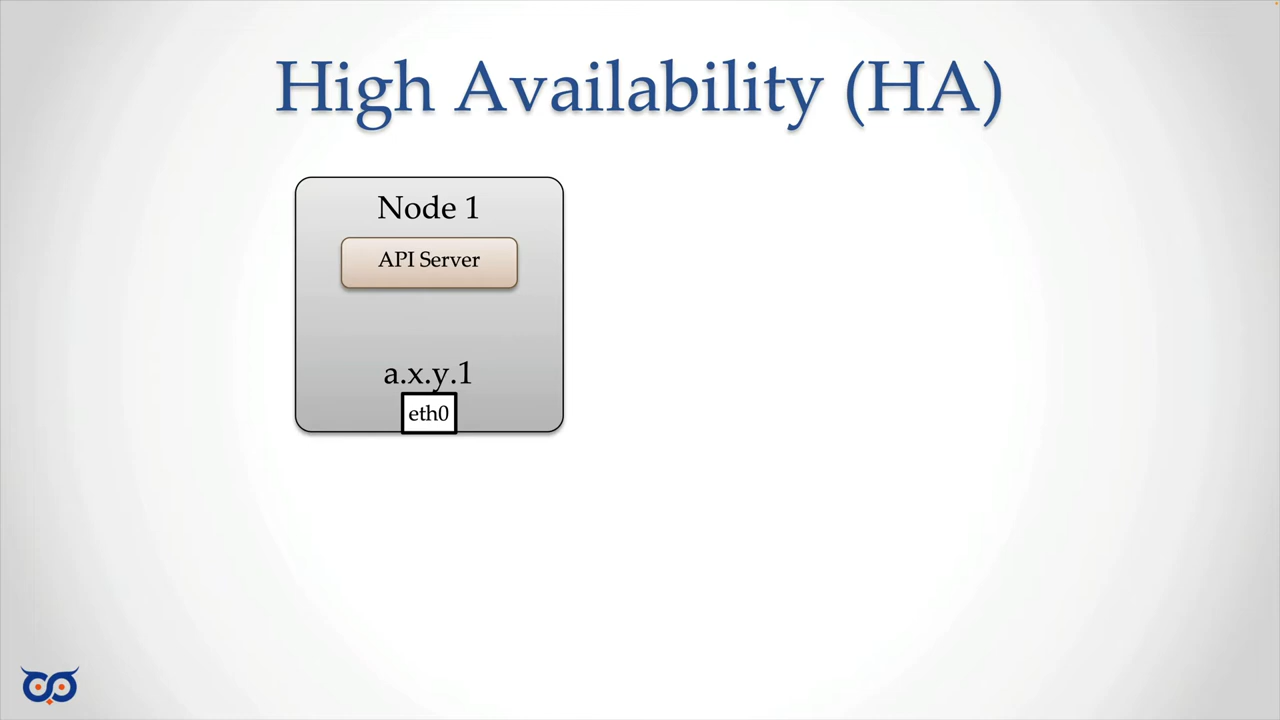 High Availability (HA)
Node 1
API Server
a.x.y.1
eth0